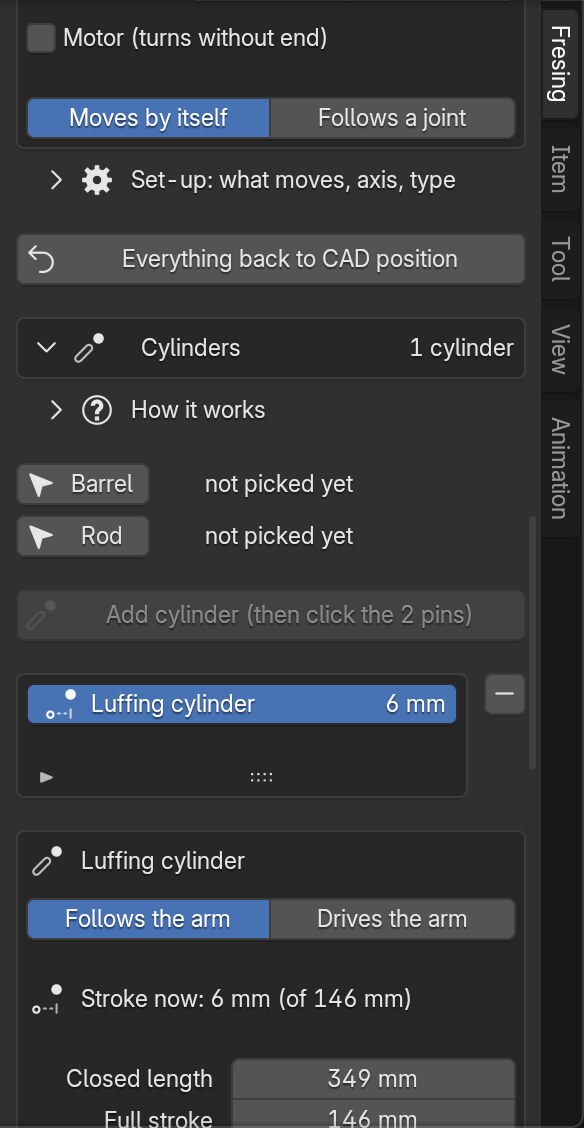 Motor (turns without end)
Moves by itself
Follows a joint
Set-up: what moves, axis, type
Everything back to CAD position
Cylinders 1 cylinder
How it works
Barrel not picked yet
Rod not picked yet
Add cylinder (then click the 2 pins)
Luffing cylinder 6 mm
Luffing cylinder
Follows the arm
Drives the arm
Stroke now: 6 mm (of 146 mm)
Closed length 349 mm
Full stroke 146 mm
Fresing
Item
Tool
View
Animation